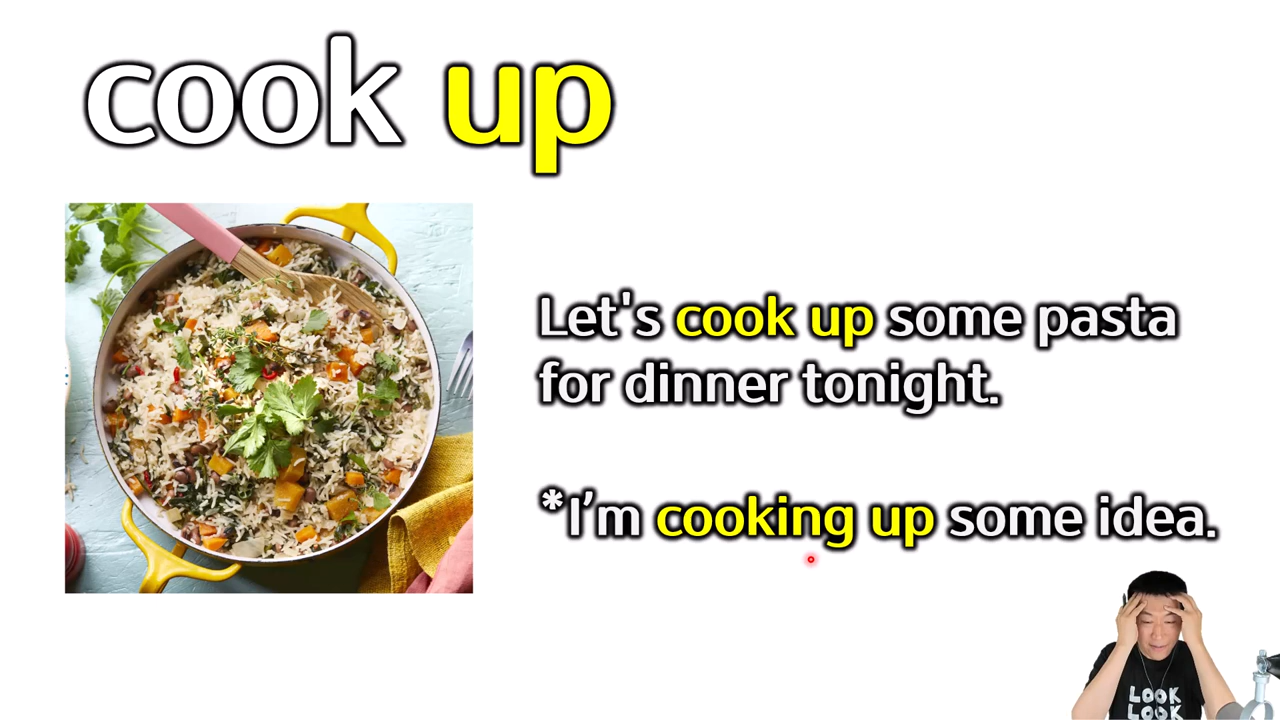 cook up
Let's cook up some pasta
for dinner tonight.
*I’m cooking up some idea.
LOOK
LOOK